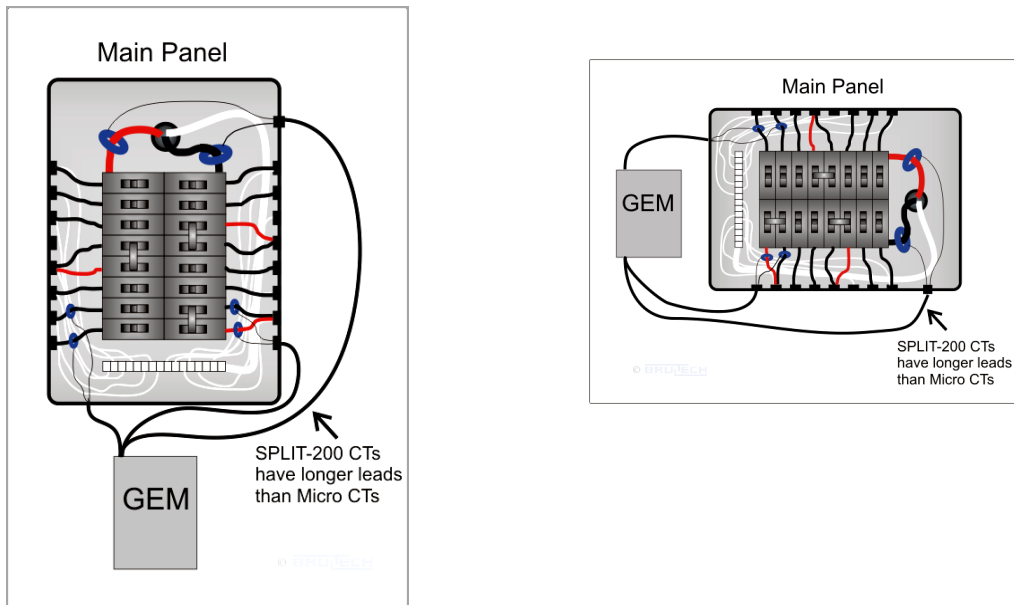 Main Panel
SPLIT-200 CTs
have longer leads
than Micro CTs
GEM
Main Panel
GEM
SPLIT-200 CTs
have longer leads
than Micro CTs